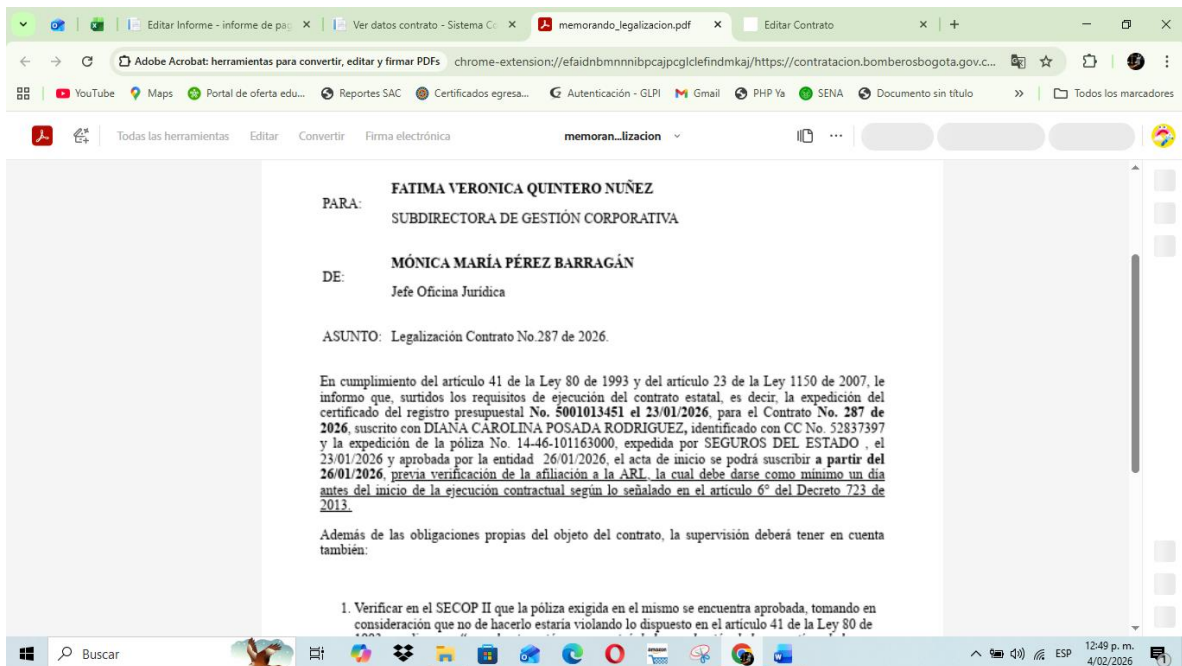 Editar Informe - informe de pag
Ver datos contrato - Sistema Co
memorando_legalizacion.pdf
Editar Contrato
Adobe Acrobat: herramientas para convertir, editar y firmar PDFs
chrome-extension://efaidnbmnnnibpcajpcglclefindmkaj/https://contratacion.bomberosbogota.gov.c...
YouTube
Maps
Portal de oferta edu...
Reportes SAC
Certificados egresa...
Autenticación - GLPI
Gmail
PHP Ya
SENA
Documento sin título
»
Todos los marcadores
Todas las herramientas
Editar
Convertir
Firma electrónica
memoran...lizacion
PARA:
FATIMA VERONICA QUINTERO NUÑEZ
SUBDIRECTORA DE GESTIÓN CORPORATIVA
DE:
MÓNICA MARÍA PÉREZ BARRAGÁN
Jefe Oficina Jurídica
ASUNTO: Legalización Contrato No.287 de 2026.
En cumplimiento del artículo 41 de la Ley 80 de 1993 y del artículo 23 de la Ley 1150 de 2007, le
informo que, surtidos los requisitos de ejecución del contrato estatal, es decir, la expedición del
certificado del registro presupuestal No. 5001013451 el 23/01/2026, para el Contrato No. 287 de
2026, suscrito con DIANA CAROLINA POSADA RODRIGUEZ, identificado con CC No. 52837397
y la expedición de la póliza No. 14-46-101163000, expedida por SEGUROS DEL ESTADO , el
23/01/2026 y aprobada por la entidad 26/01/2026, el acta de inicio se podrá suscribir a partir del
26/01/2026, previa verificación de la afiliación a la ARL, la cual debe darse como mínimo un día
antes del inicio de la ejecución contractual según lo señalado en el artículo 6° del Decreto 723 de
2013.
Además de las obligaciones propias del objeto del contrato, la supervisión deberá tener en cuenta
también:
1. Verificar en el SECOP II que la póliza exigida en el mismo se encuentra aprobada, tomando en
consideración que no de hacerlo estaria violando lo dispuesto en el artículo 41 de la Ley 80 de
Buscar
amazon
ESP
12:49 p. m.
4/02/2026